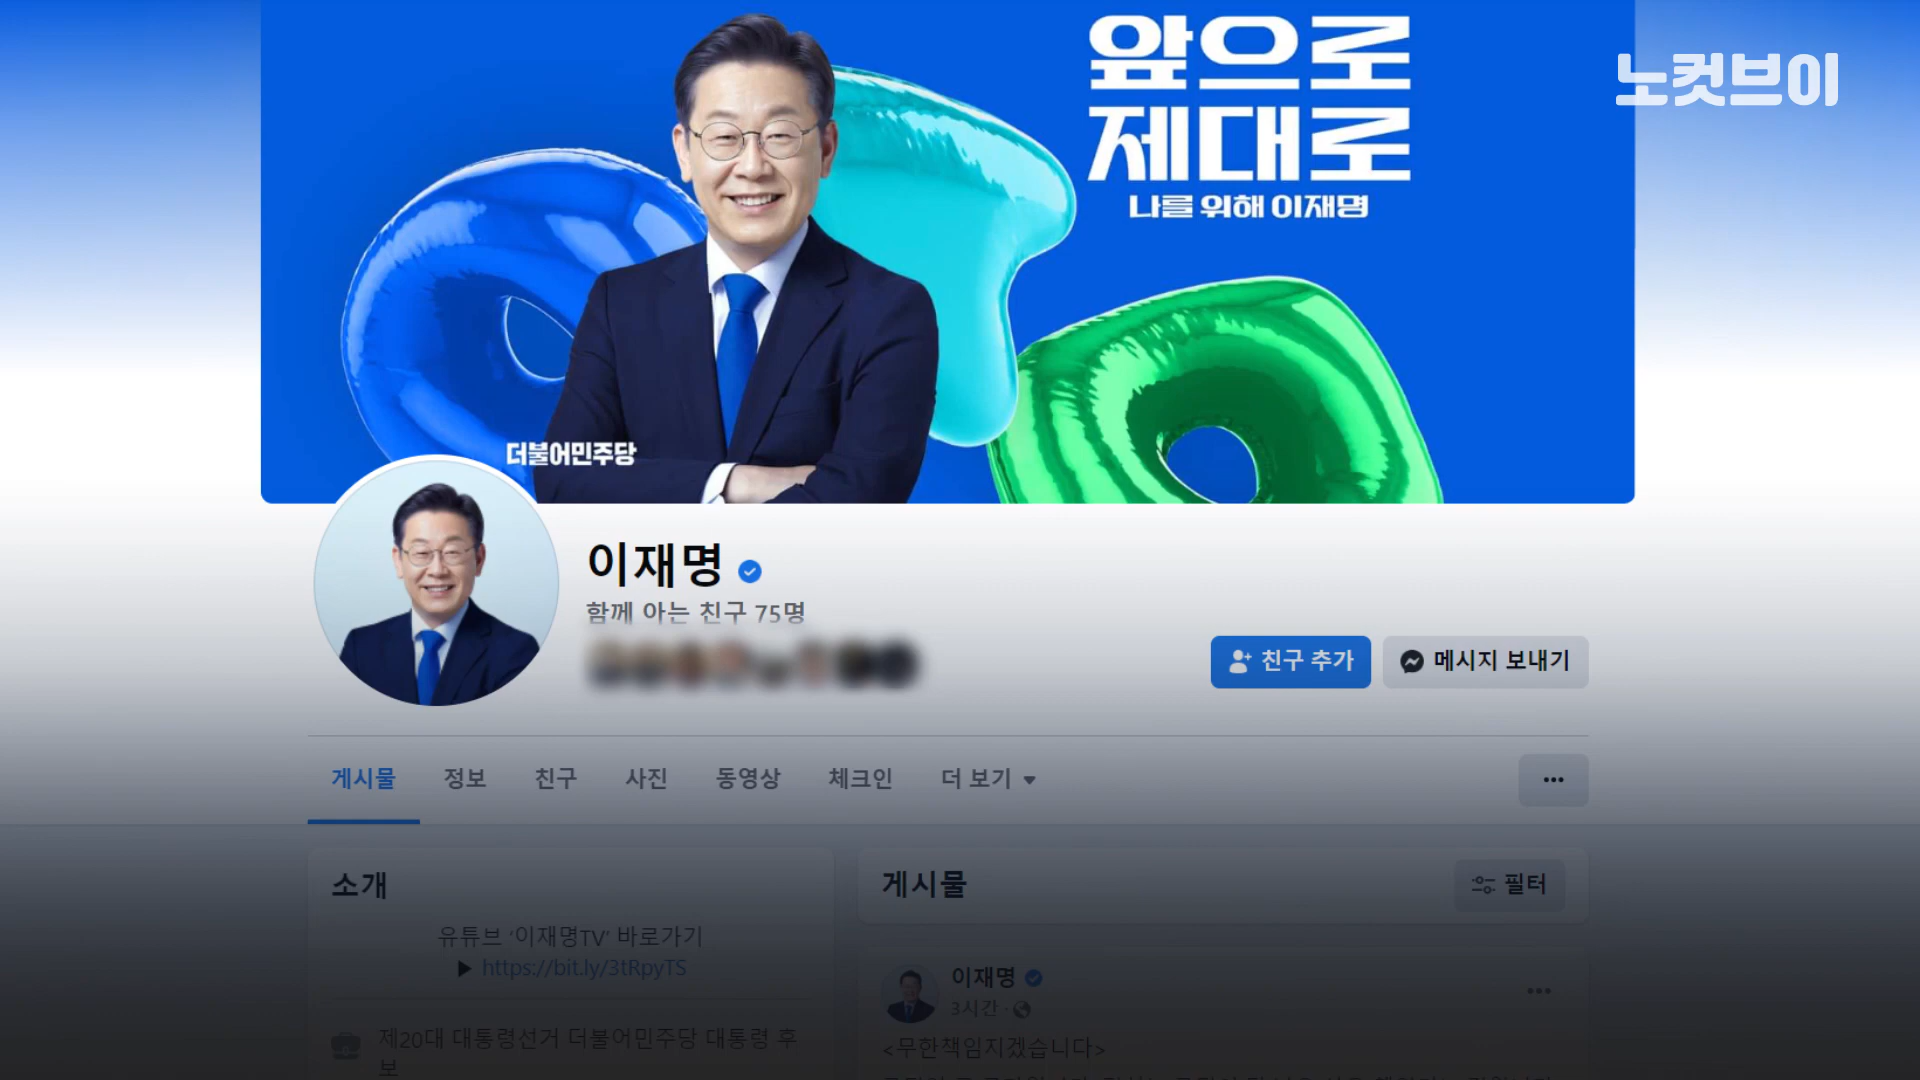 앞으로
제대로
나를 위해 이재명
노컷브이
더불어민주당
이재명
함께 아는 친구 75명
친구 추가
메시지 보내기
게시물 정보 친구 사진 동영상 체크인 더 보기
소개
유튜브 ‘이재명TV’ 바로가기
▶ https://bit.ly/3tRpyTS
제20대 대통령선거 더불어민주당 대통령 후
보
게시물
필터
이재명
3시간 ·
<무한책임지겠습니다>